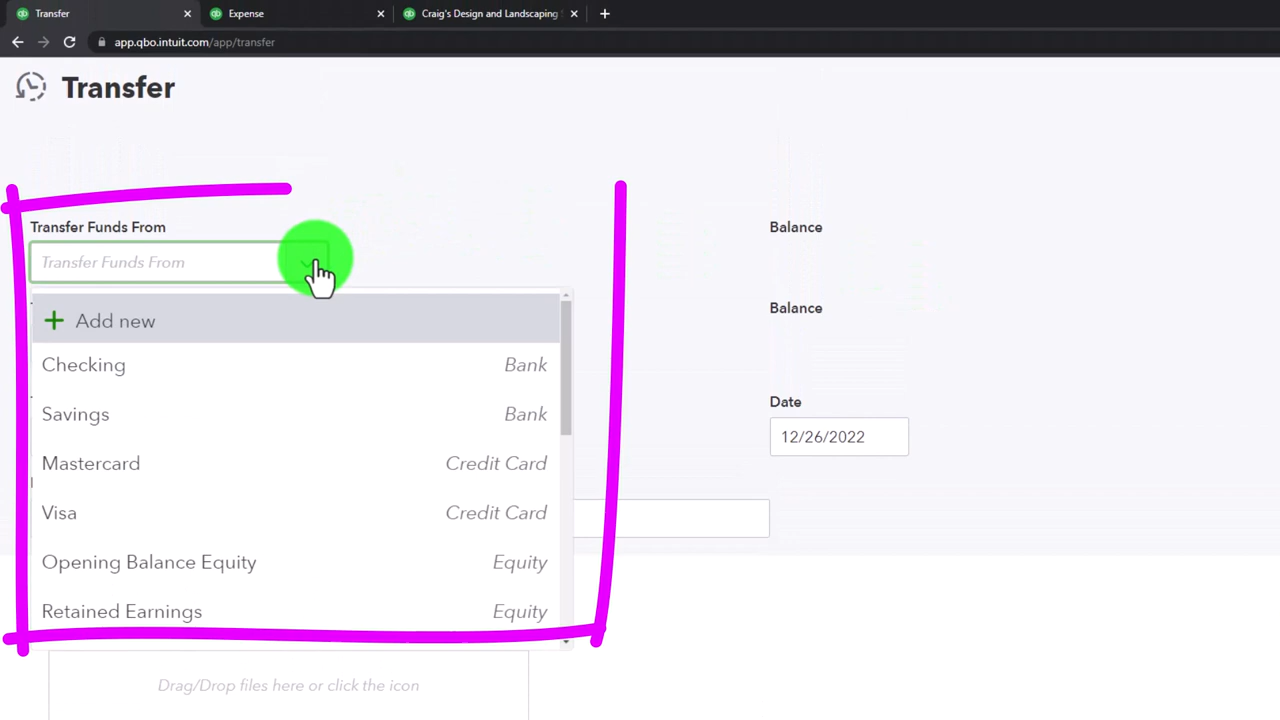 Transfer
Expense
Craig's Design and Landscaping
app.qbo.intuit.com/app/transfer
Transfer
Transfer Funds From
Balance
Transfer Funds From
Add new
Balance
Checking Bank
Savings Bank
Date
12/26/2022
Mastercard Credit Card
Visa Credit Card
Opening Balance Equity Equity
Retained Earnings Equity
Drag/Drop files here or click the icon